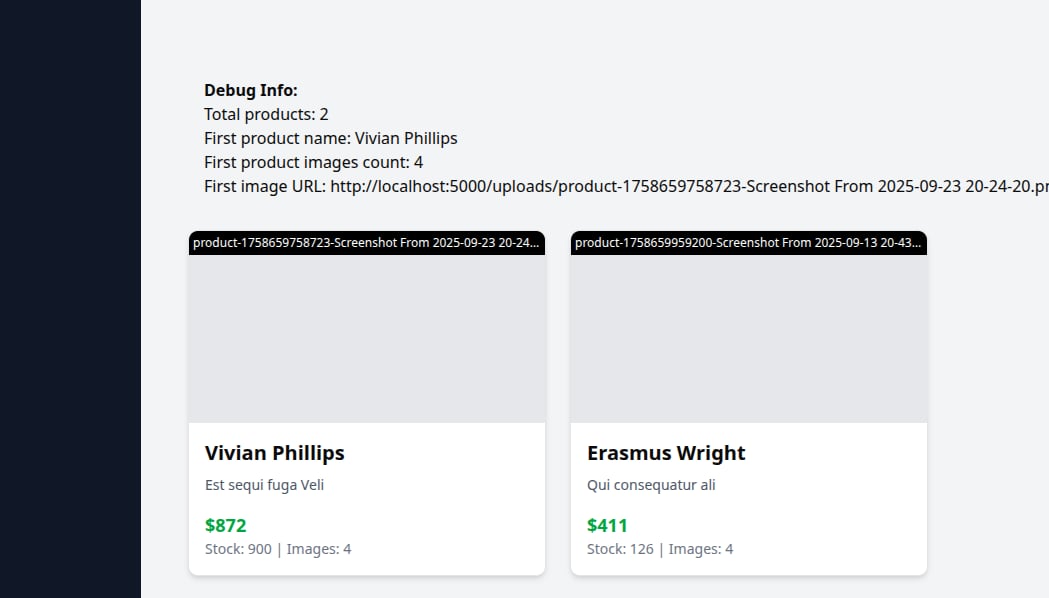 Debug Info:
Total products: 2
First product name: Vivian Phillips
First product images count: 4
First image URL: http://localhost:5000/uploads/product-1758659758723-Screenshot From 2025-09-23 20-24-20.pr
product-1758659758723-Screenshot From 2025-09-23 20-24...
product-1758659959200-Screenshot From 2025-09-13 20-43...
Vivian Phillips
Est sequi fuga Veli
$872
Stock: 900 | Images: 4
Erasmus Wright
Qui consequatur ali
$411
Stock: 126 | Images: 4